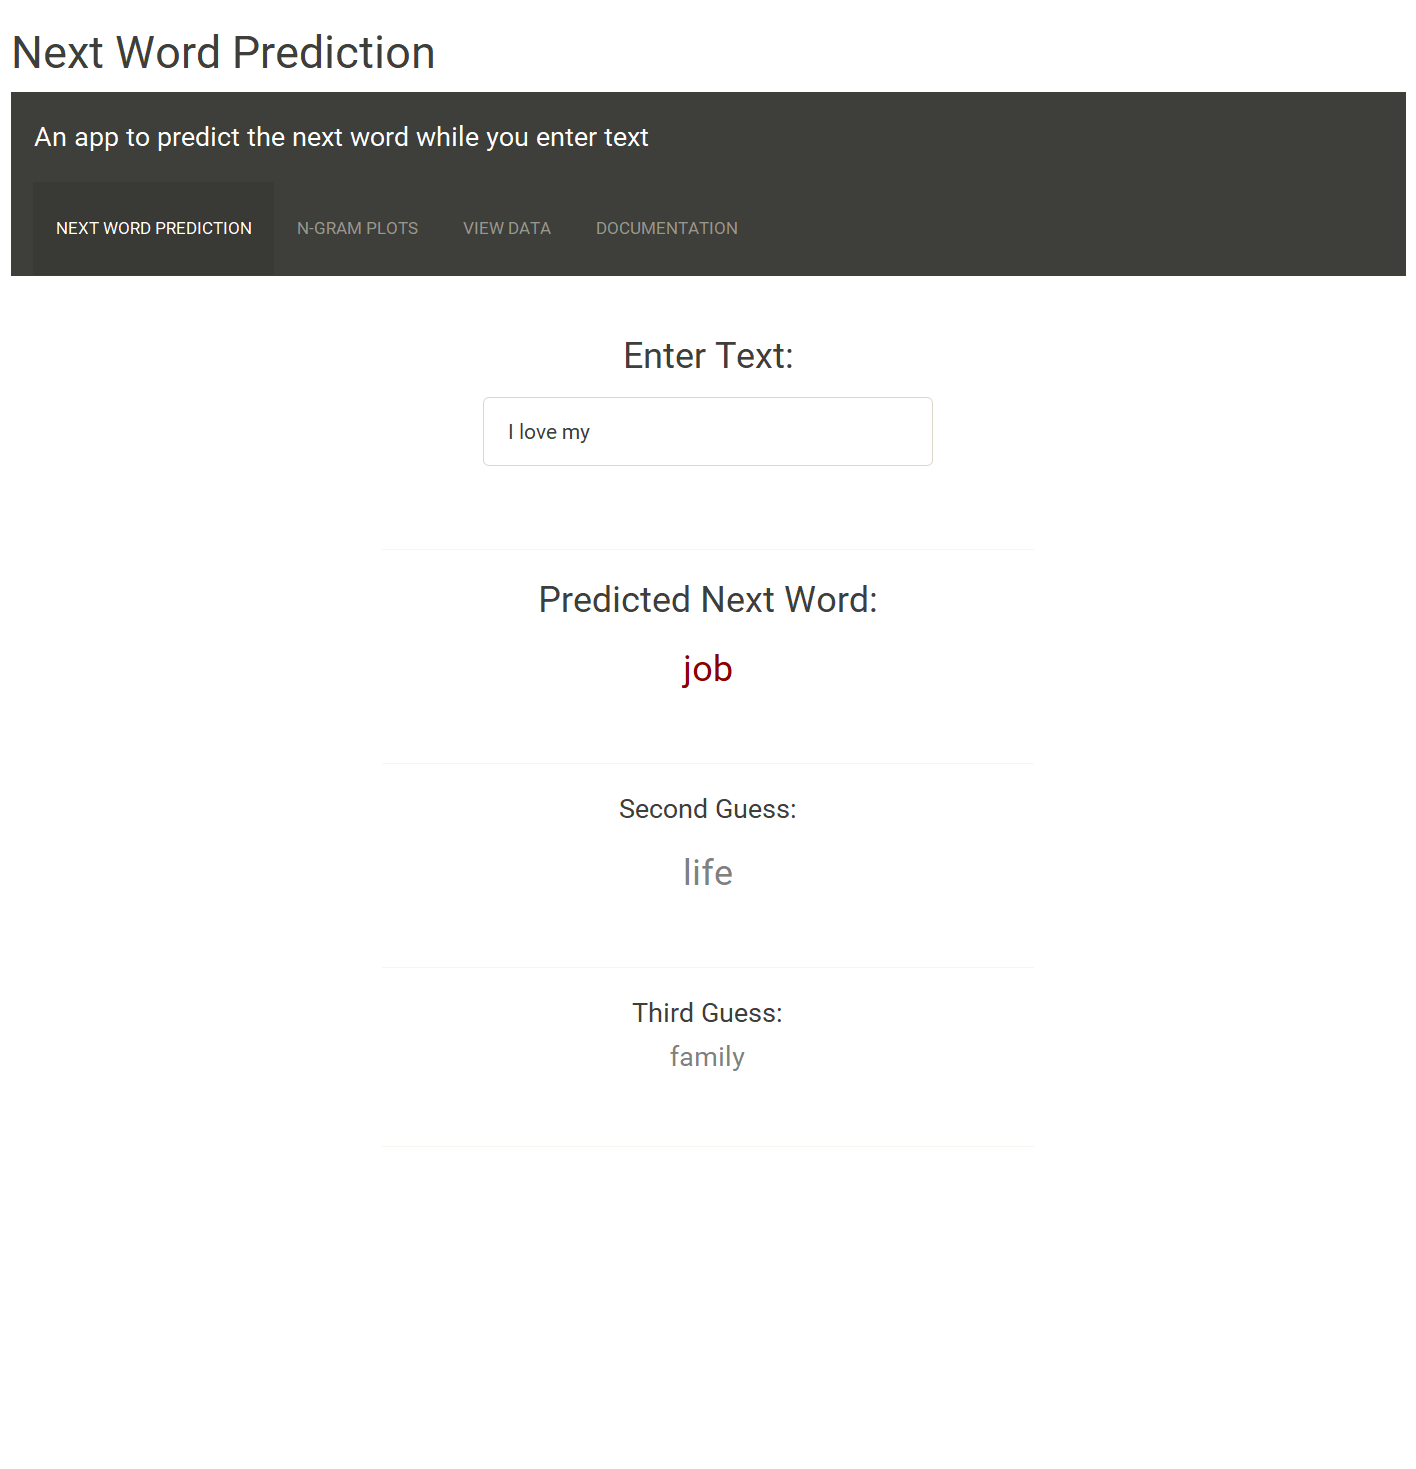 Next Word Prediction
An app to predict the next word while you enter text
NEXT WORD PREDICTION N-GRAM PLOTS VIEW DATA DOCUMENTATION
Enter Text:
I love my
Predicted Next Word:
job
Second Guess:
life
Third Guess:
family